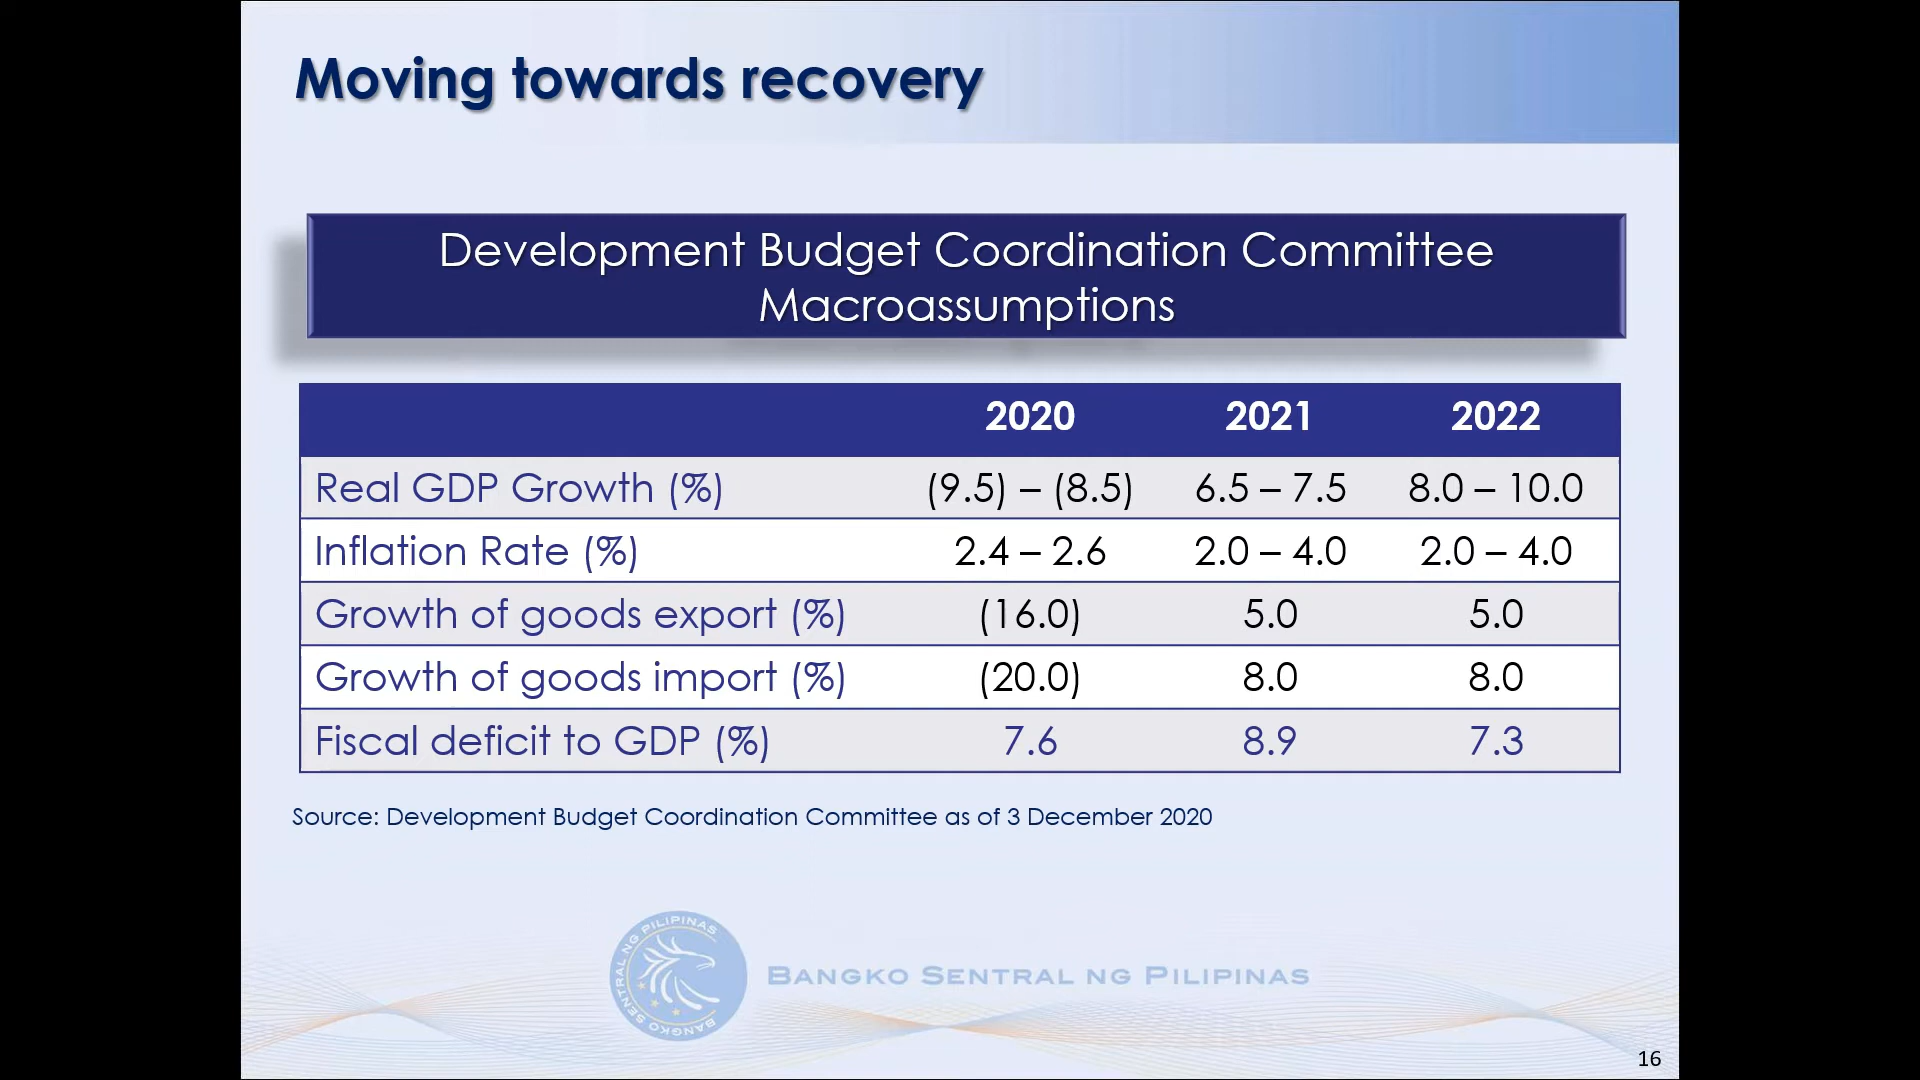 Moving towards recovery
Development Budget Coordination Committee
Macroassumptions
2020 2021 2022
Real GDP Growth (%) (9.5) – (8.5) 6.5 – 7.5 8.0 – 10.0
Inflation Rate (%) 2.4 – 2.6 2.0 – 4.0 2.0 – 4.0
Growth of goods export (%) (16.0) 5.0 5.0
Growth of goods import (%) (20.0) 8.0 8.0
Fiscal deficit to GDP (%) 7.6 8.9 7.3
Source: Development Budget Coordination Committee as of 3 December 2020
BANGKO SENTRAL NG PILIPINAS
BANGKO SENTRAL NG PILIPINAS
16